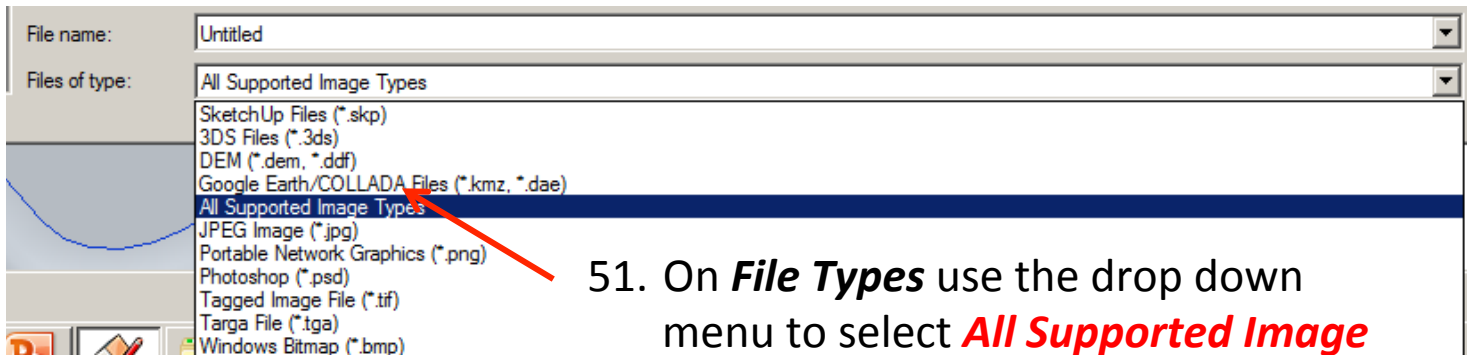 File name: Untitled
Files of type: All Supported Image Types
SketchUp Files (*.skp)
3DS Files (*.3ds)
DEM (*.dem, *.ddf)
Google Earth/COLLADA Files (*.kmz, *.dae)
All Supported Image Types
JPEG Image (*.jpg)
Portable Network Graphics (*.png)
Photoshop (*.psd)
Tagged Image File (*.tif)
Targa File (*.tga)
Windows Bitmap (*.bmp)
51. On File Types use the drop down
menu to select All Supported Image